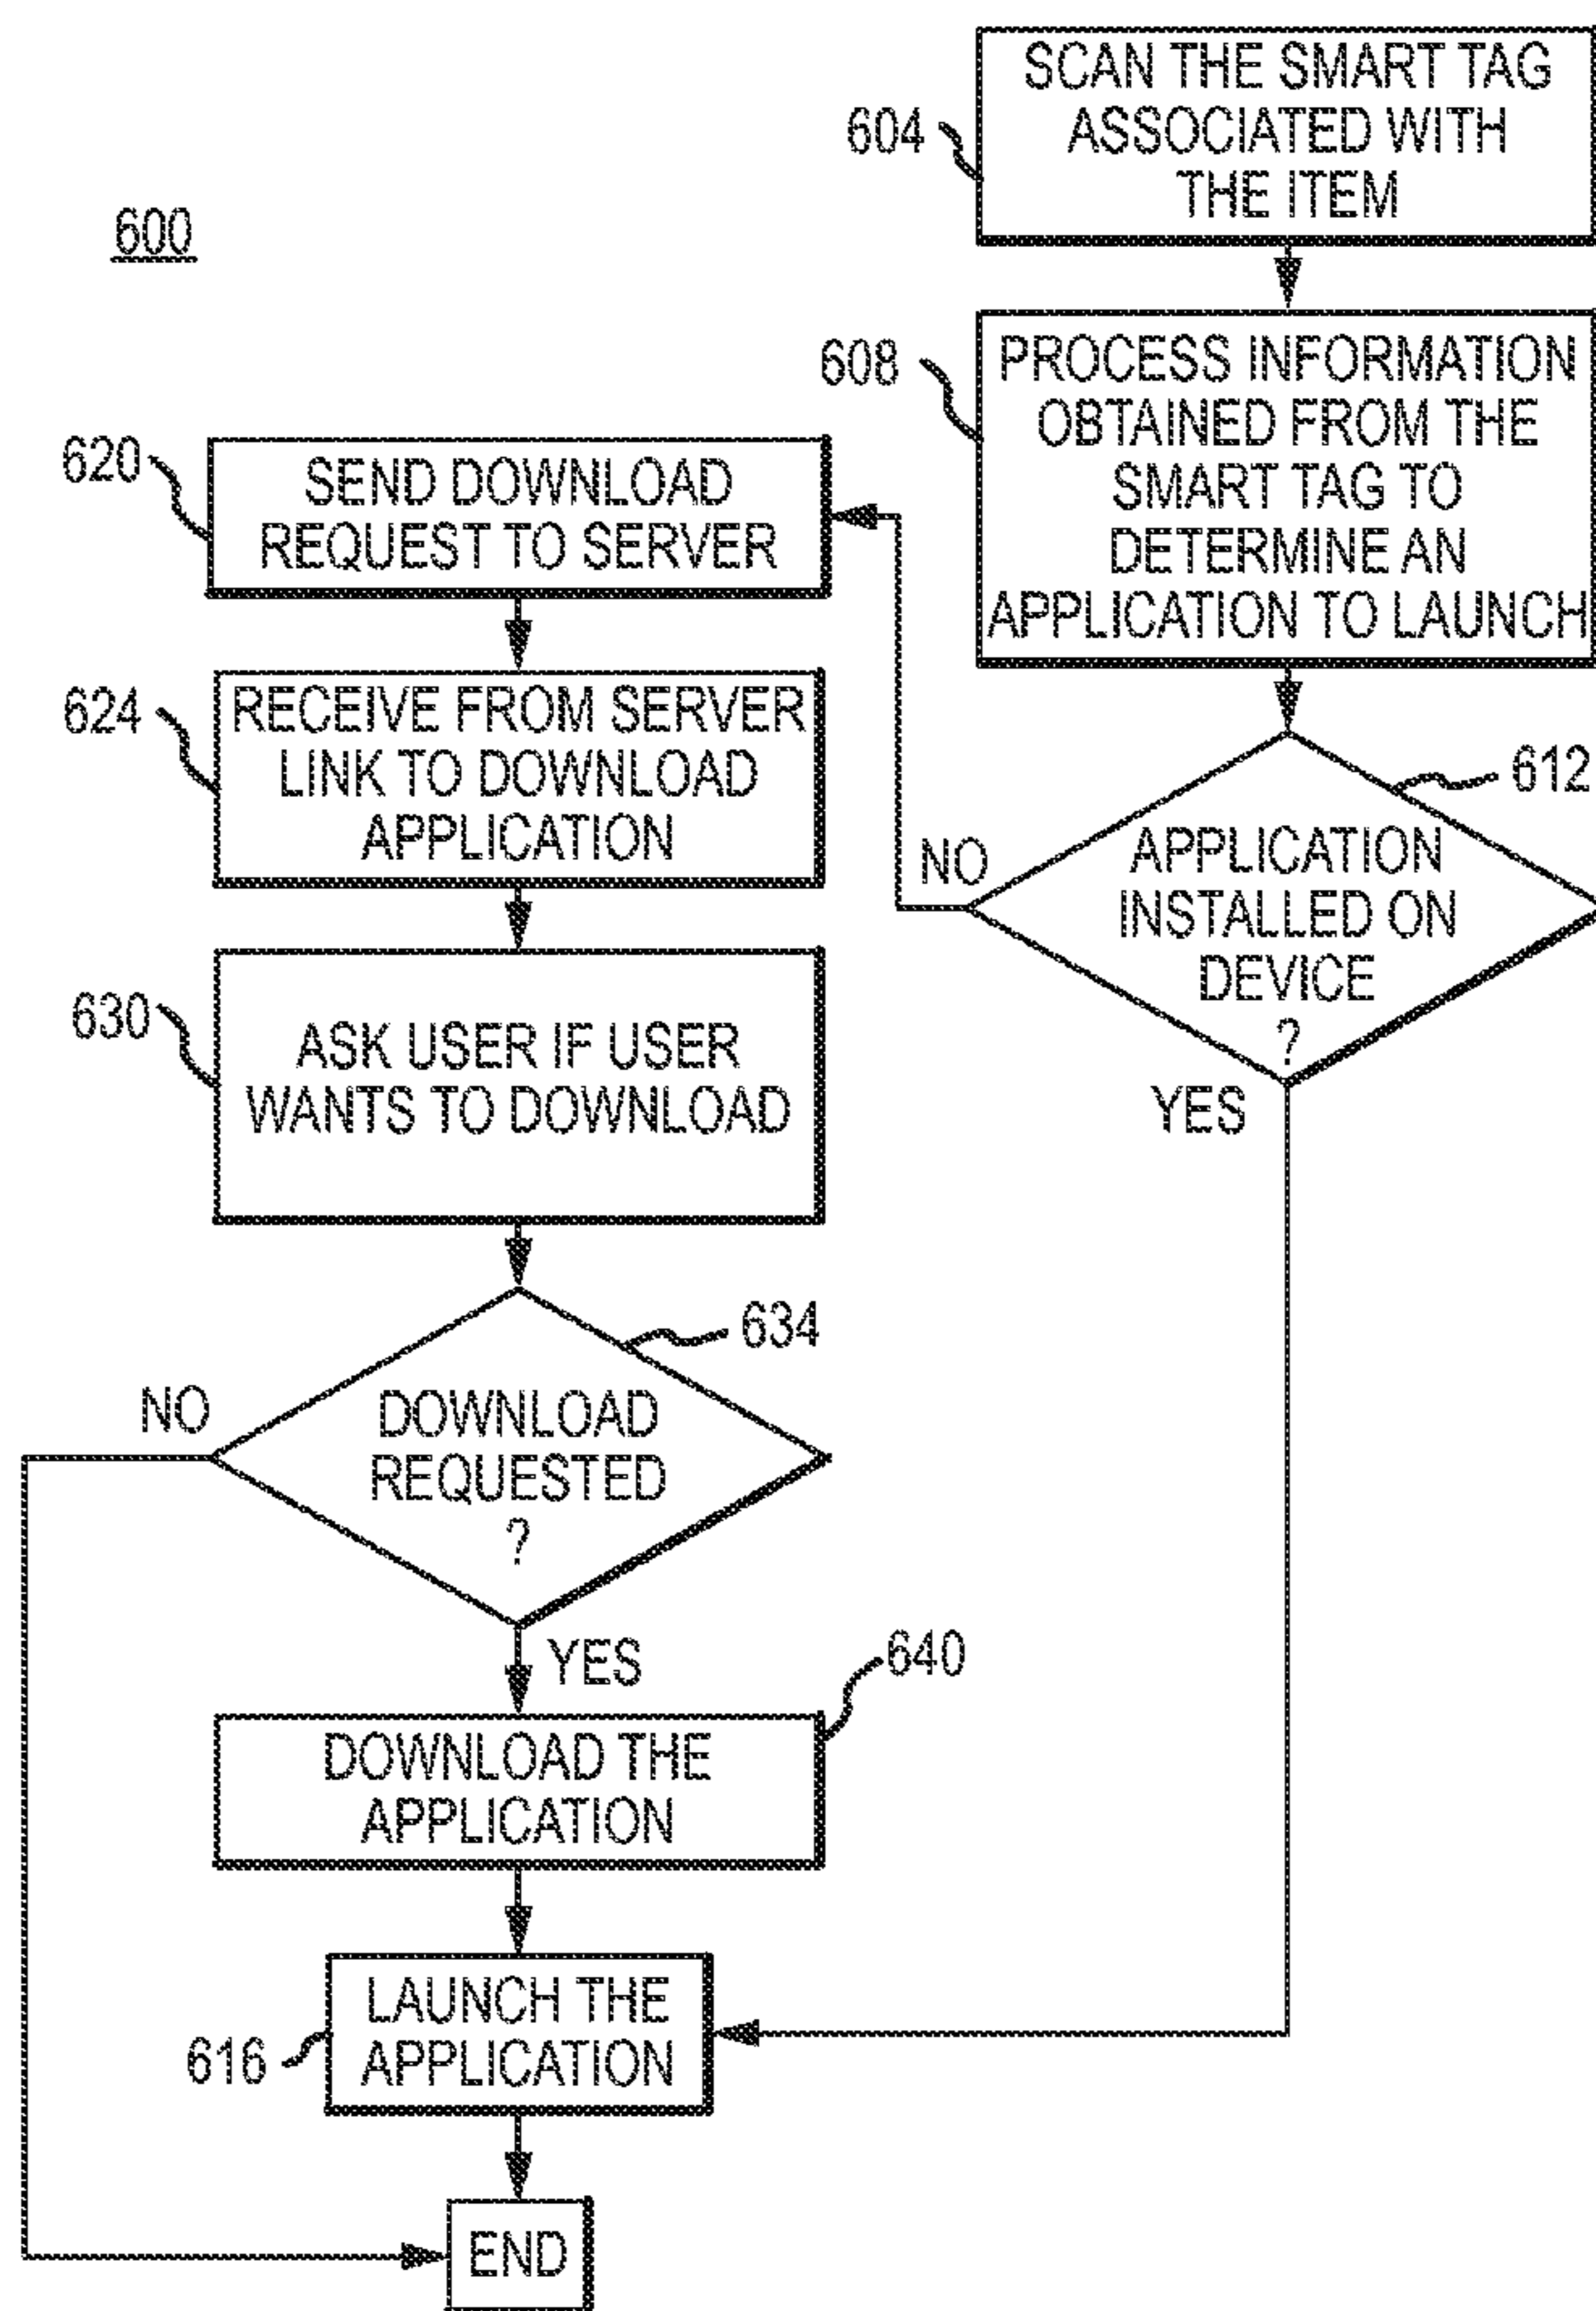 600
604
SCAN THE SMART TAG
ASSOCIATED WITH
THE ITEM
608
PROCESS INFORMATION
OBTAINED FROM THE
SMART TAG TO
DETERMINE AN
APPLICATION TO LAUNCH
612
APPLICATION
INSTALLED ON
DEVICE
?
NO
YES
620
SEND DOWNLOAD
REQUEST TO SERVER
624
RECEIVE FROM SERVER
LINK TO DOWNLOAD
APPLICATION
630
ASK USER IF USER
WANTS TO DOWNLOAD
634
DOWNLOAD
REQUESTED
?
NO
YES
640
DOWNLOAD THE
APPLICATION
616
LAUNCH THE
APPLICATION
END